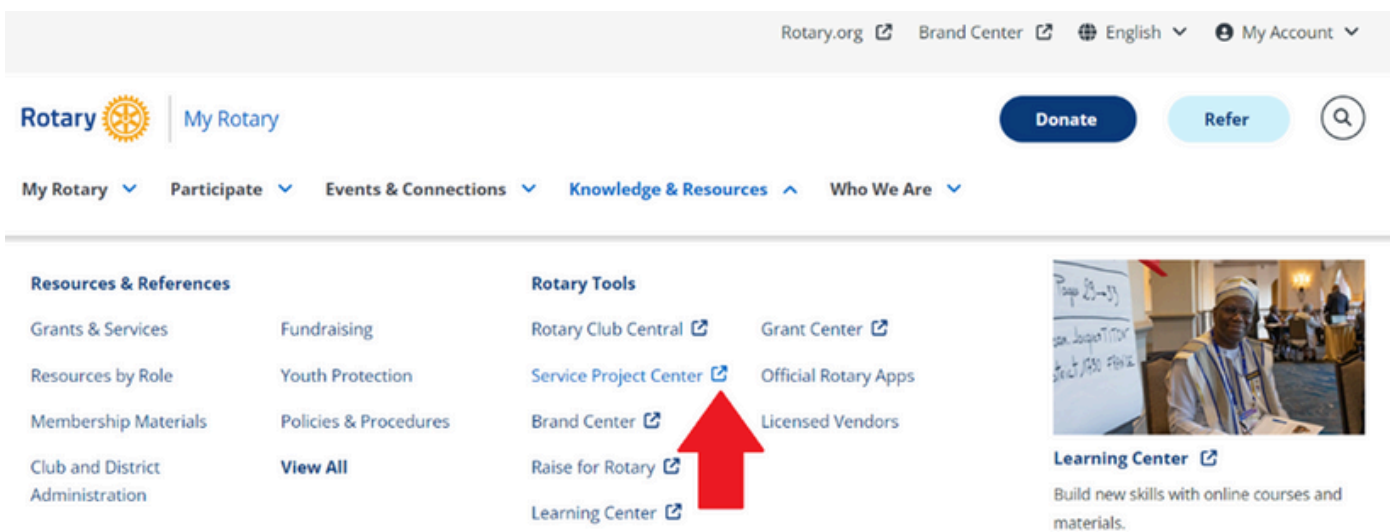 Rotary.org Brand Center English My Account
Rotary My Rotary Donate Refer
My Rotary Participate Events & Connections Knowledge & Resources Who We Are
Resources & References
Grants & Services
Resources by Role
Membership Materials
Club and District
Administration
Fundraising
Youth Protection
Policies & Procedures
View All
Rotary Tools
Rotary Club Central
Service Project Center
Brand Center
Raise for Rotary
Learning Center
Grant Center
Official Rotary Apps
Licensed Vendors
Page 29→33
Learning Center
Build new skills with online courses and
materials.